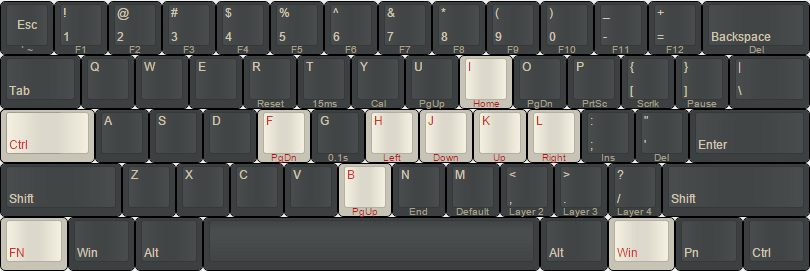 Esc ! @ # $ % ^ & * ( ) _ +
1 2 3 4 5 6 7 8 9 0 - = Backspace
` ~ F1 F2 F3 F4 F5 F6 F7 F8 F9 F10 F11 F12 Del
Q W E R T Y U I O P { } |
Tab [ ] \
Reset 15ms Cal PgUp Home PgDn PrtSc Scrlk Pause
A S D F G H J K L : "
Ctrl ; ' Enter
PgDn 0.1s Left Down Up Right Ins Del
Z X C V B N M < > ?
Shift , . / Shift
PgUp End Default Layer 2 Layer 3 Layer 4
FN Win Alt Alt Win Pn Ctrl